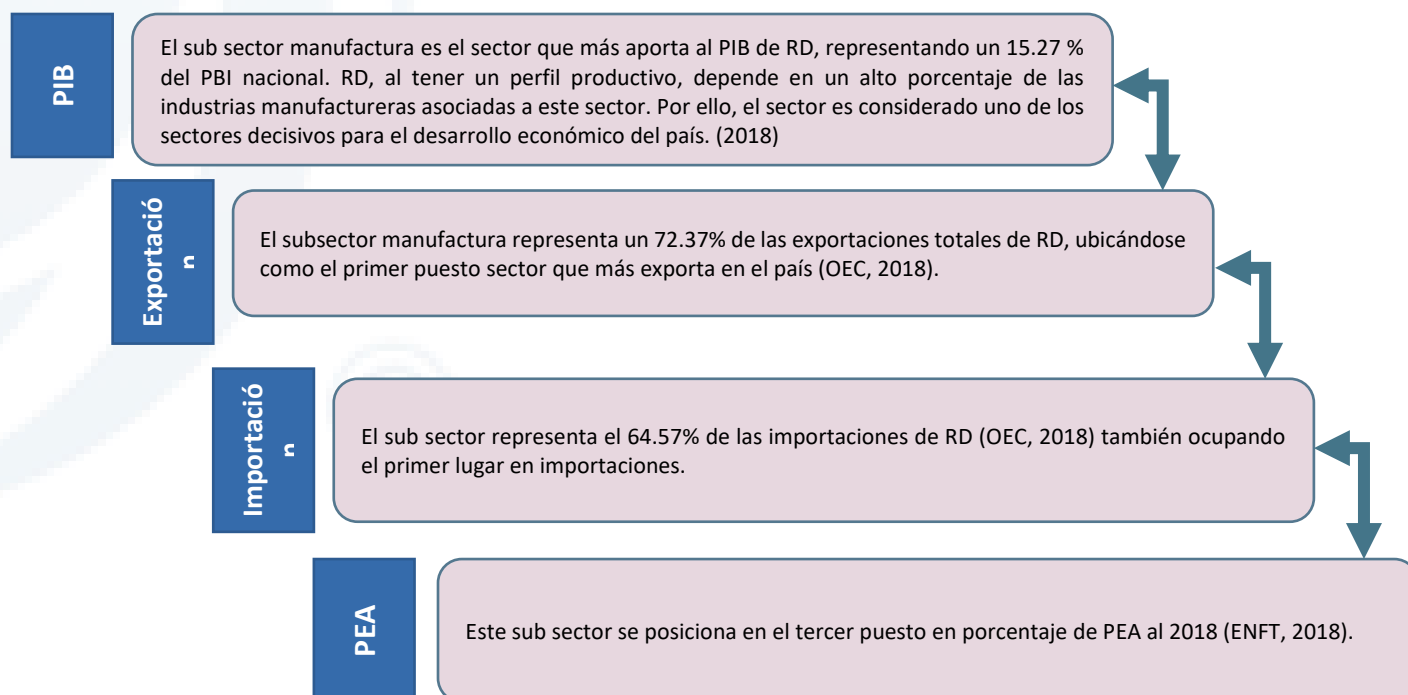 PIB
El sub sector manufactura es el sector que más aporta al PIB de RD, representando un 15.27 %
del PBI nacional. RD, al tener un perfil productivo, depende en un alto porcentaje de las
industrias manufactureras asociadas a este sector. Por ello, el sector es considerado uno de los
sectores decisivos para el desarrollo económico del país. (2018)
Exportació
n
El subsector manufactura representa un 72.37% de las exportaciones totales de RD, ubicándose
como el primer puesto sector que más exporta en el país (OEC, 2018).
Importació
n
El sub sector representa el 64.57% de las importaciones de RD (OEC, 2018) también ocupando
el primer lugar en importaciones.
PEA
Este sub sector se posiciona en el tercer puesto en porcentaje de PEA al 2018 (ENFT, 2018).